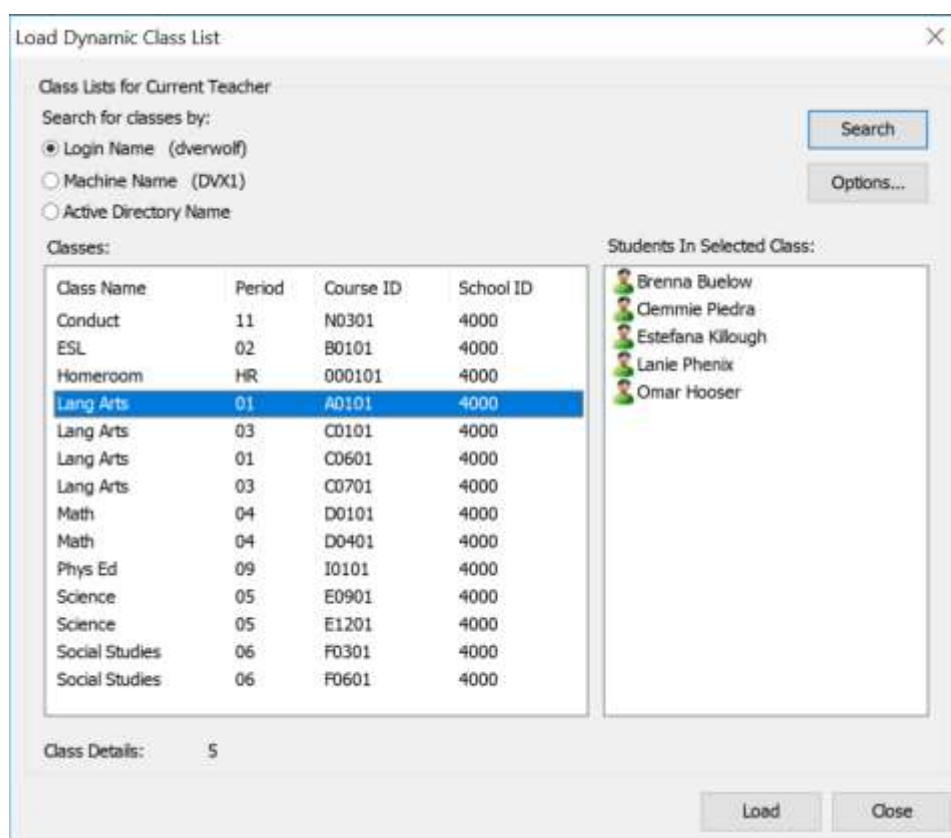 Load Dynamic Class List
Class Lists for Current Teacher
Search for classes by:
Login Name (dverwolf)
Machine Name (DVX1)
Active Directory Name
Search
Options...
Classes:
Class Name Period Course ID School ID
Conduct 11 N0301 4000
ESL 02 B0101 4000
Homeroom HR 000101 4000
Lang Arts 01 A0101 4000
Lang Arts 03 C0101 4000
Lang Arts 01 C0601 4000
Lang Arts 03 C0701 4000
Math 04 D0101 4000
Math 04 D0401 4000
Phys Ed 09 I0101 4000
Science 05 E0901 4000
Science 05 E1201 4000
Social Studies 06 F0301 4000
Social Studies 06 F0601 4000
Students In Selected Class:
Brenna Buelow
Clemmie Piedra
Estefana Killough
Lanie Phenix
Omar Hooser
Class Details: 5
Load
Close